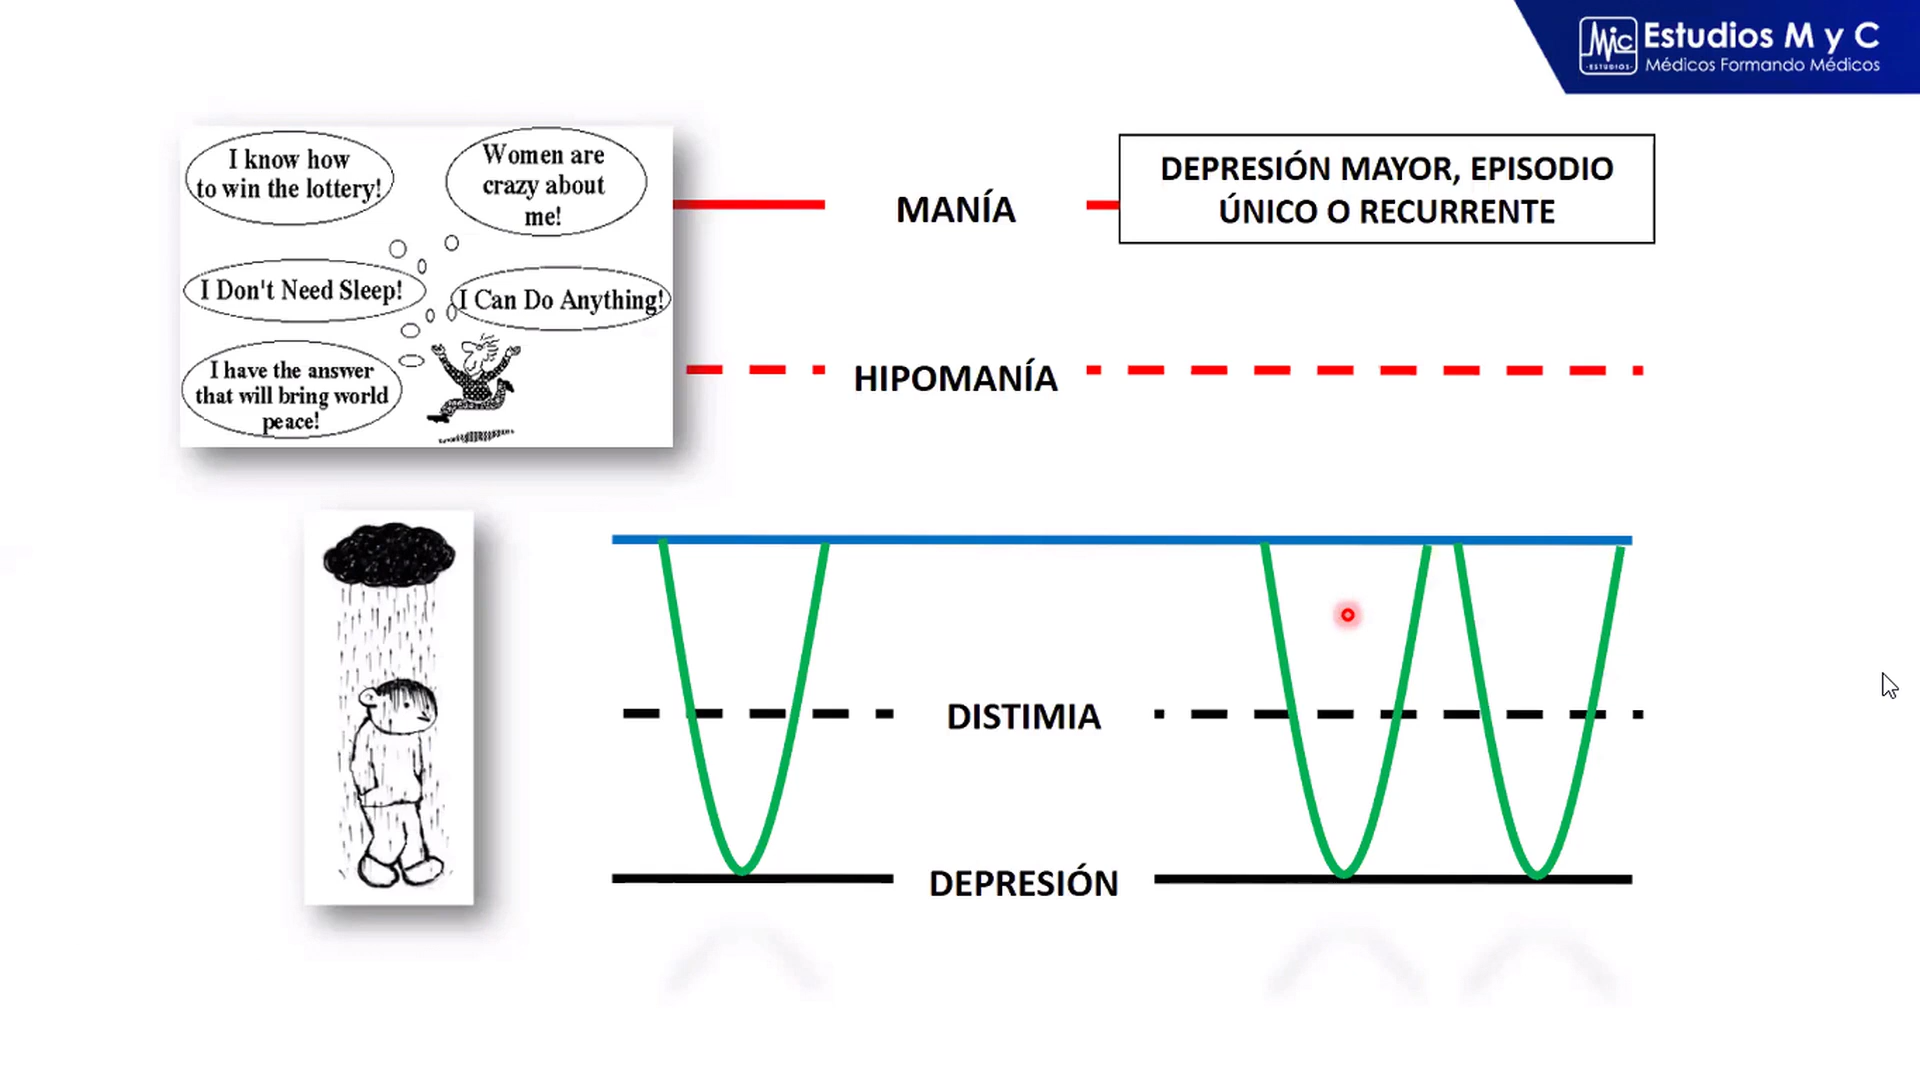 Mic
ESTUDIOS
Estudios M y C
Médicos Formando Médicos
I know how
to win the lottery!
Women are
crazy about
me!
I Don't Need Sleep!
I Can Do Anything!
I have the answer
that will bring world
peace!
MANÍA
DEPRESIÓN MAYOR, EPISODIO
ÚNICO O RECURRENTE
HIPOMANÍA
DISTIMIA
DEPRESIÓN